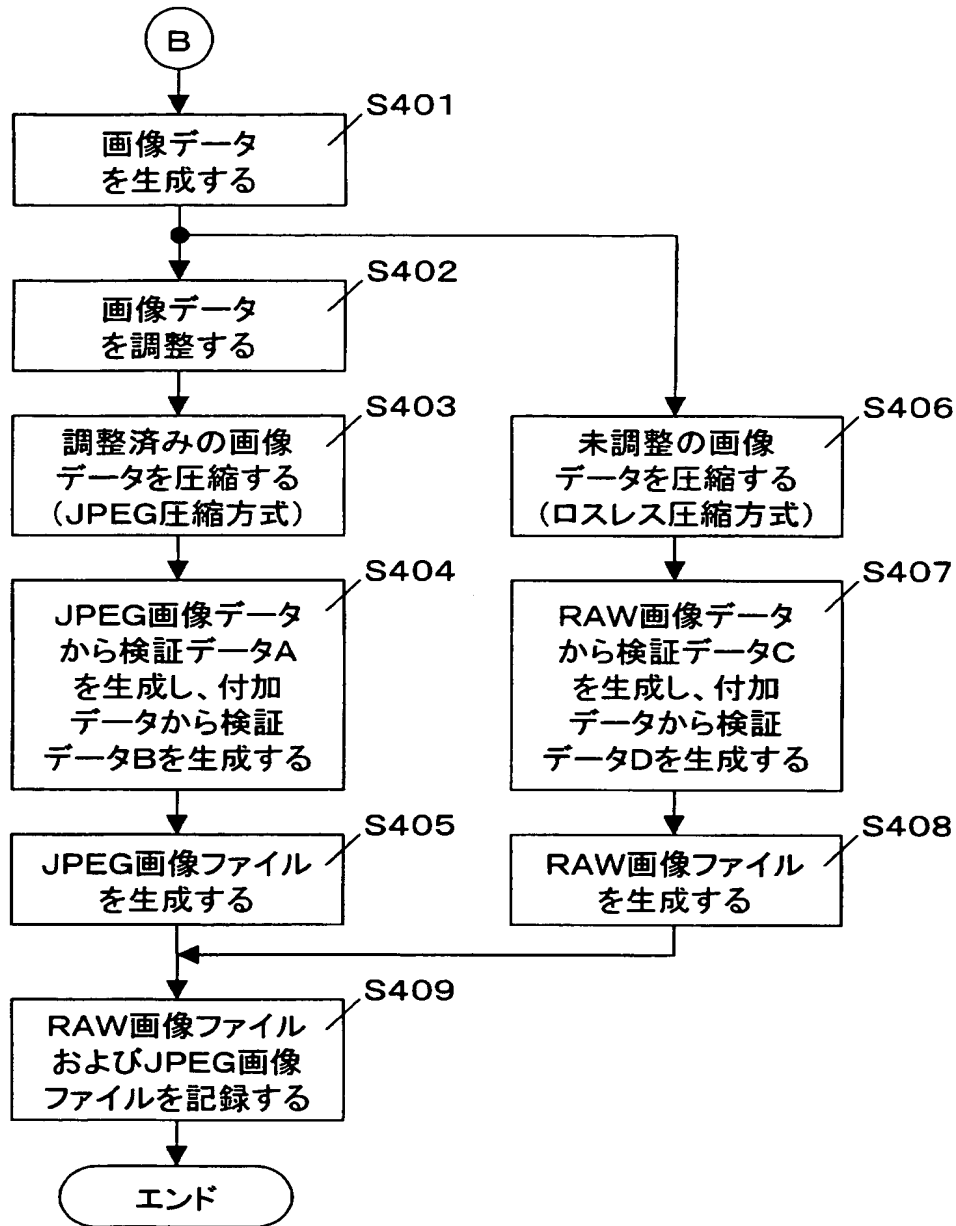 B
S401
画像データ
を生成する
S402
画像データ
を調整する
S403
調整済みの画像
データを圧縮する
(JPEG圧縮方式)
S404
JPEG画像データ
から検証データA
を生成し、付加
データから検証
データBを生成する
S405
JPEG画像ファイル
を生成する
S406
未調整の画像
データを圧縮する
(ロスレス圧縮方式)
S407
RAW画像データ
から検証データC
を生成し、付加
データから検証
データDを生成する
S408
RAW画像ファイル
を生成する
S409
RAW画像ファイル
およびJPEG画像
ファイルを記録する
エンド